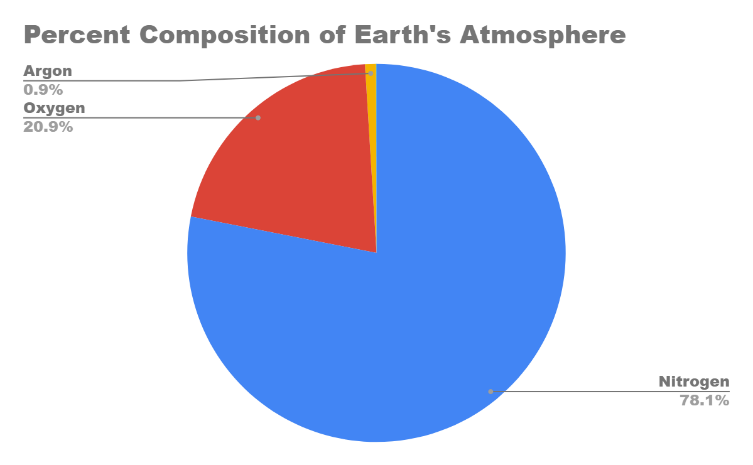 Percent Composition of Earth's Atmosphere
Argon
0.9%
Oxygen
20.9%
Nitrogen
78.1%